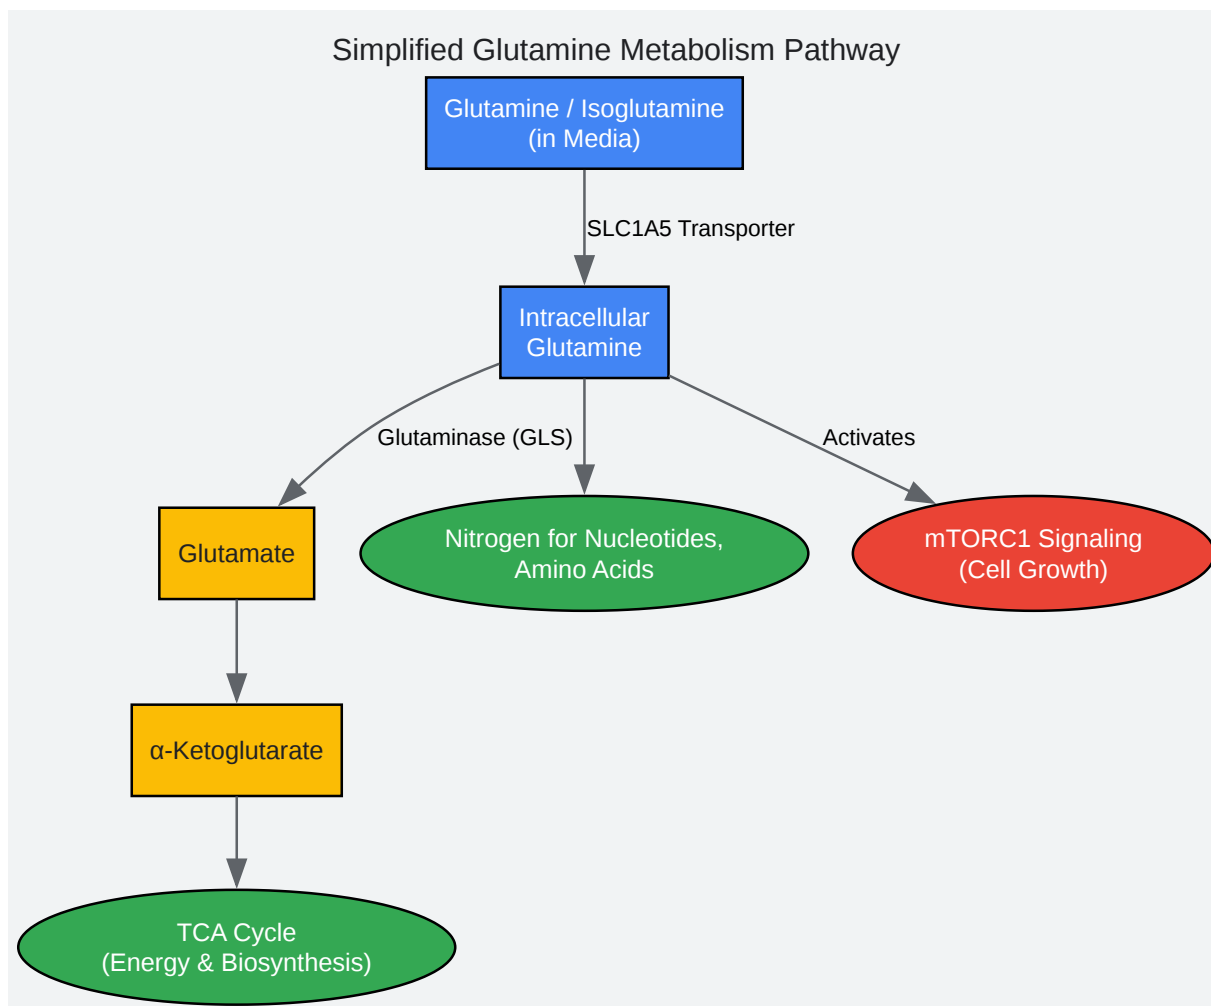 Simplified Glutamine Metabolism Pathway
Glutamine / Isoglutamine
(in Media)
SLC1A5 Transporter
Intracellular
Glutamine
Glutaminase (GLS)
Activates
Glutamate
Nitrogen for Nucleotides,
Amino Acids
mTORC1 Signaling
(Cell Growth)
α-Ketoglutarate
TCA Cycle
(Energy & Biosynthesis)